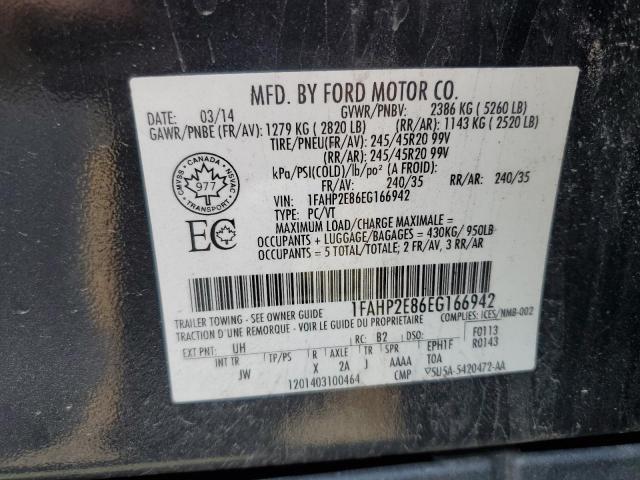 MFD. BY FORD MOTOR CO.
DATE: 03/14 GVWR/PNBV: 2386 KG ( 5260 LB)
GAWR/PNBE (FR/AV): 1279 KG ( 2820 LB) (RR/AR): 1143 KG ( 2520 LB)
TIRE/PNEU(FR/AV): 245/45R20 99V
(RR/AR): 245/45R20 99V
kPa/PSI(COLD)/lb/po² (A FROID):
FR/AV: 240/35 RR/AR: 240/35
VIN: 1FAHP2E86EG166942
TYPE: PC/VT
MAXIMUM LOAD/CHARGE MAXIMALE =
OCCUPANTS + LUGGAGE/BAGAGES = 430KG/ 950LB
OCCUPANTS = 5 TOTAL/TOTALE; 2 FR/AV, 3 RR/AR
CANADA
CMVSS 977 NSVAC
TRANSPORT
EC
1FAHP2E86EG166942
TRAILER TOWING - SEE OWNER GUIDE
TRACTION D'UNE REMORQUE - VOIR LE GUIDE DU PROPRIETAIRE
COMPLIES: ICES/NMB-002
EXT PNT: UH RC: B2 DSO: F0113
INT TR TP/PS R AXLE TR SPR EPH1F R0143
JW X 2A J AAAA TOA
1201403100464 CMP SU5A-5420472-AA